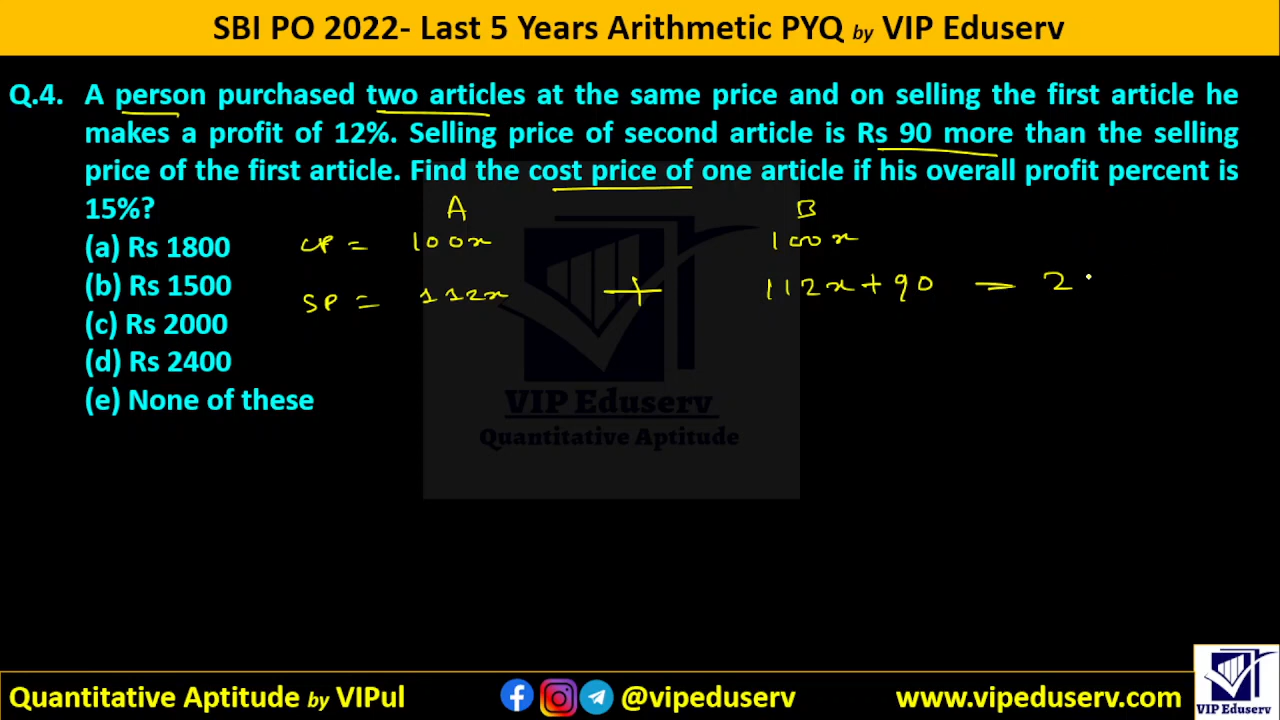 SBI PO 2022- Last 5 Years Arithmetic PYQ by VIP Eduserv
Q.4. A person purchased two articles at the same price and on selling the first article he
makes a profit of 12%. Selling price of second article is Rs 90 more than the selling
price of the first article. Find the cost price of one article if his overall profit percent is
15%?
A B
(a) Rs 1800
CP = 100x 100x
(b) Rs 1500
SP = 112x + 112x + 90 = 2
(c) Rs 2000
(d) Rs 2400
(e) None of these
VIP Eduserv
Quantitative Aptitude
Quantitative Aptitude by VIPul
@vipeduserv
www.vipeduserv.com
VIP Eduserv